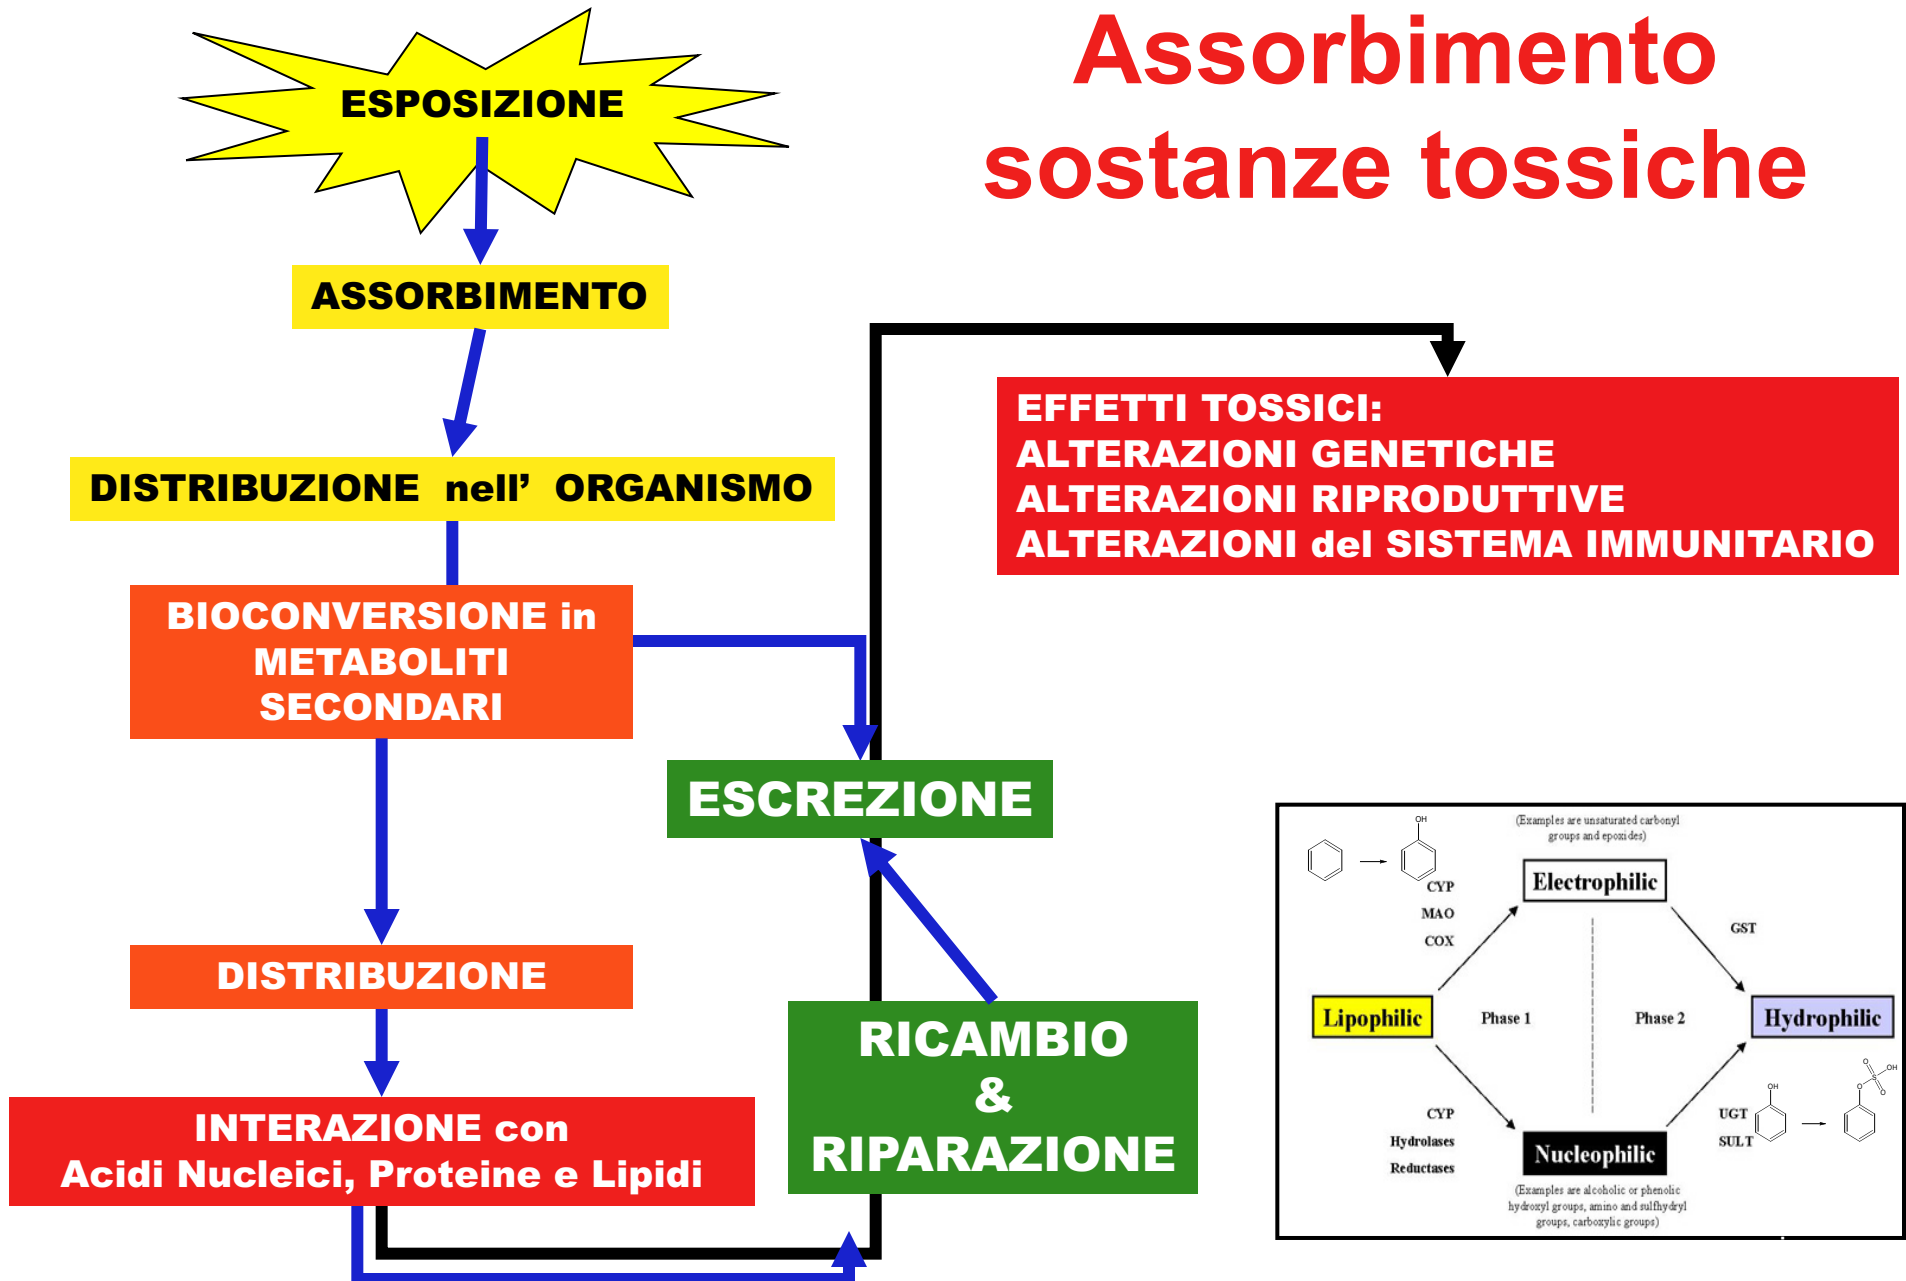 Assorbimento
sostanze tossiche
ESPOSIZIONE
ASSORBIMENTO
DISTRIBUZIONE nell’ ORGANISMO
BIOCONVERSIONE in
METABOLITI
SECONDARI
DISTRIBUZIONE
INTERAZIONE con
Acidi Nucleici, Proteine e Lipidi
ESCREZIONE
RICAMBIO
&
RIPARAZIONE
EFFETTI TOSSICI:
ALTERAZIONI GENETICHE
ALTERAZIONI RIPRODUTTIVE
ALTERAZIONI del SISTEMA IMMUNITARIO
(Examples are unsaturated carbonyl
groups and epoxides)
OH
Electrophilic
CYP
MAO
COX
GST
Lipophilic
Phase 1
Phase 2
Hydrophilic
CYP
Hydrolases
Reductases
Nucleophilic
UGT
SULT
OH
O
S
OH
O
O
(Examples are alcoholic or phenolic
hydroxyl groups, amino and sulfhydryl
groups, carboxylic groups)